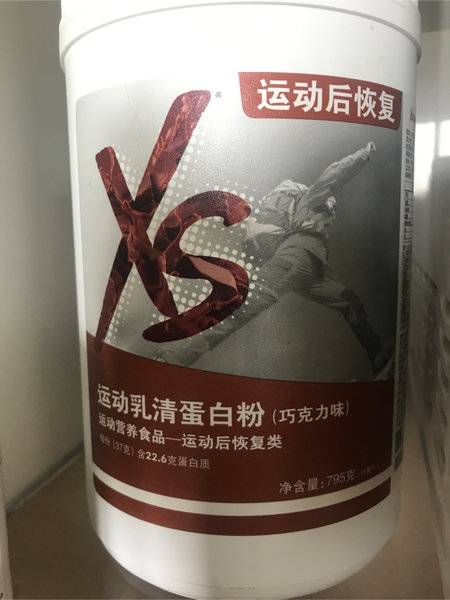 运动后恢复
XS
®
运动乳清蛋白粉（巧克力味）
运动营养食品—运动后恢复类
每份（37克）含22.6克蛋白质
净含量:795克